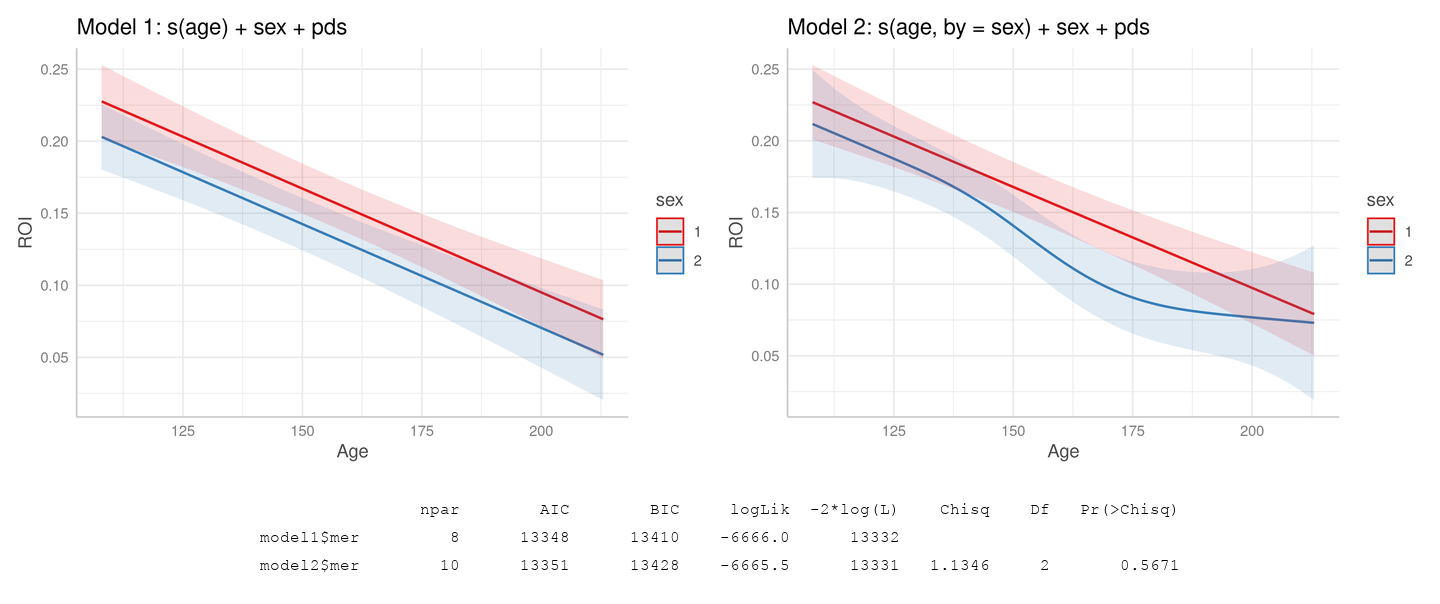 Model 1: s(age) + sex + pds
0.25
0.20
0.15
0.10
0.05
ROI
125 150 175 200
Age
sex
1
2
Model 2: s(age, by = sex) + sex + pds
0.25
0.20
0.15
0.10
0.05
ROI
125 150 175 200
Age
sex
1
2
npar AIC BIC logLik -2*log(L) Chisq Df Pr(>Chisq)
model1$mer 8 13348 13410 -6666.0 13332
model2$mer 10 13351 13428 -6665.5 13331 1.1346 2 0.5671